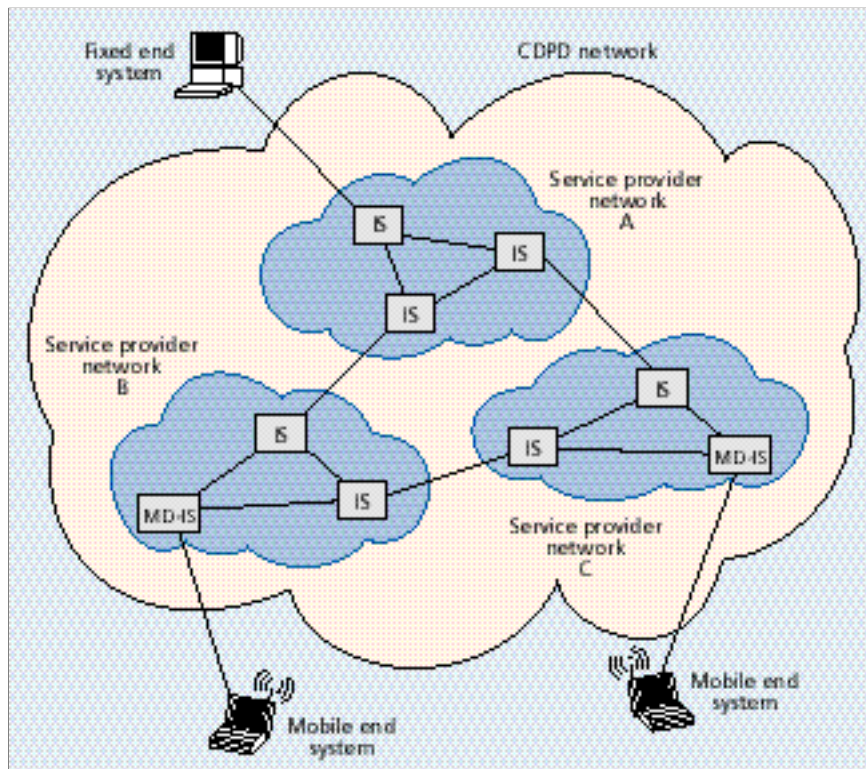 Fixed end
system
CDPD network
Service provider
network
A
IS
IS
IS
Service provider
network
B
IS
IS
IS
MD-IS
IS
MD-IS
Service provider
network
C
Mobile end
system
Mobile end
system